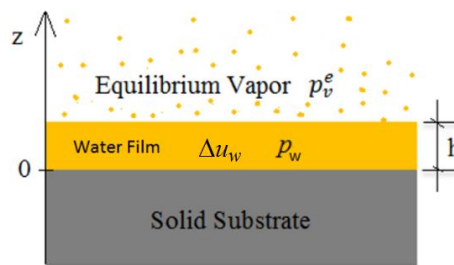 z
Equilibrium Vapor p_v^e
Water Film Δu_w p_w
h
0
Solid Substrate